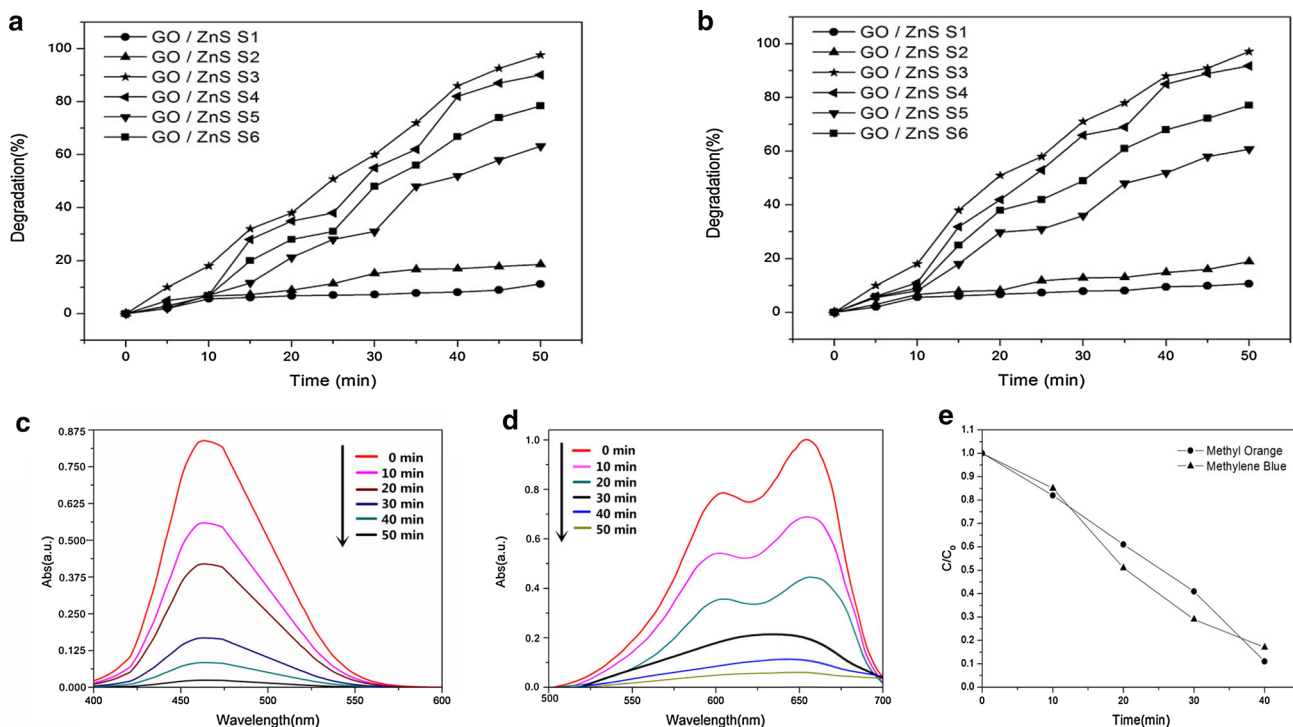 a
GO / ZnS S1
GO / ZnS S2
GO / ZnS S3
GO / ZnS S4
GO / ZnS S5
GO / ZnS S6
100
80
60
40
20
0
Degradation(%)
0 10 20 30 40 50
Time (min)
b
GO / ZnS S1
GO / ZnS S2
GO / ZnS S3
GO / ZnS S4
GO / ZnS S5
GO / ZnS S6
100
80
60
40
20
0
Degradation(%)
0 10 20 30 40 50
Time (min)
c
0 min
10 min
20 min
30 min
40 min
50 min
0.875
0.750
0.625
0.500
0.375
0.250
0.125
0.000
Abs(a.u.)
400 450 500 550 600
Wavelength(nm)
d
0 min
10 min
20 min
30 min
40 min
50 min
1.0
0.8
0.6
0.4
0.2
0.0
Abs(a.u.)
500 550 600 650 700
Wavelength(nm)
e
Methyl Orange
Methylene Blue
1.1
1.0
0.9
0.8
0.7
0.6
0.5
0.4
0.3
0.2
0.1
0.0
C/C₀
0 10 20 30 40
Time(min)